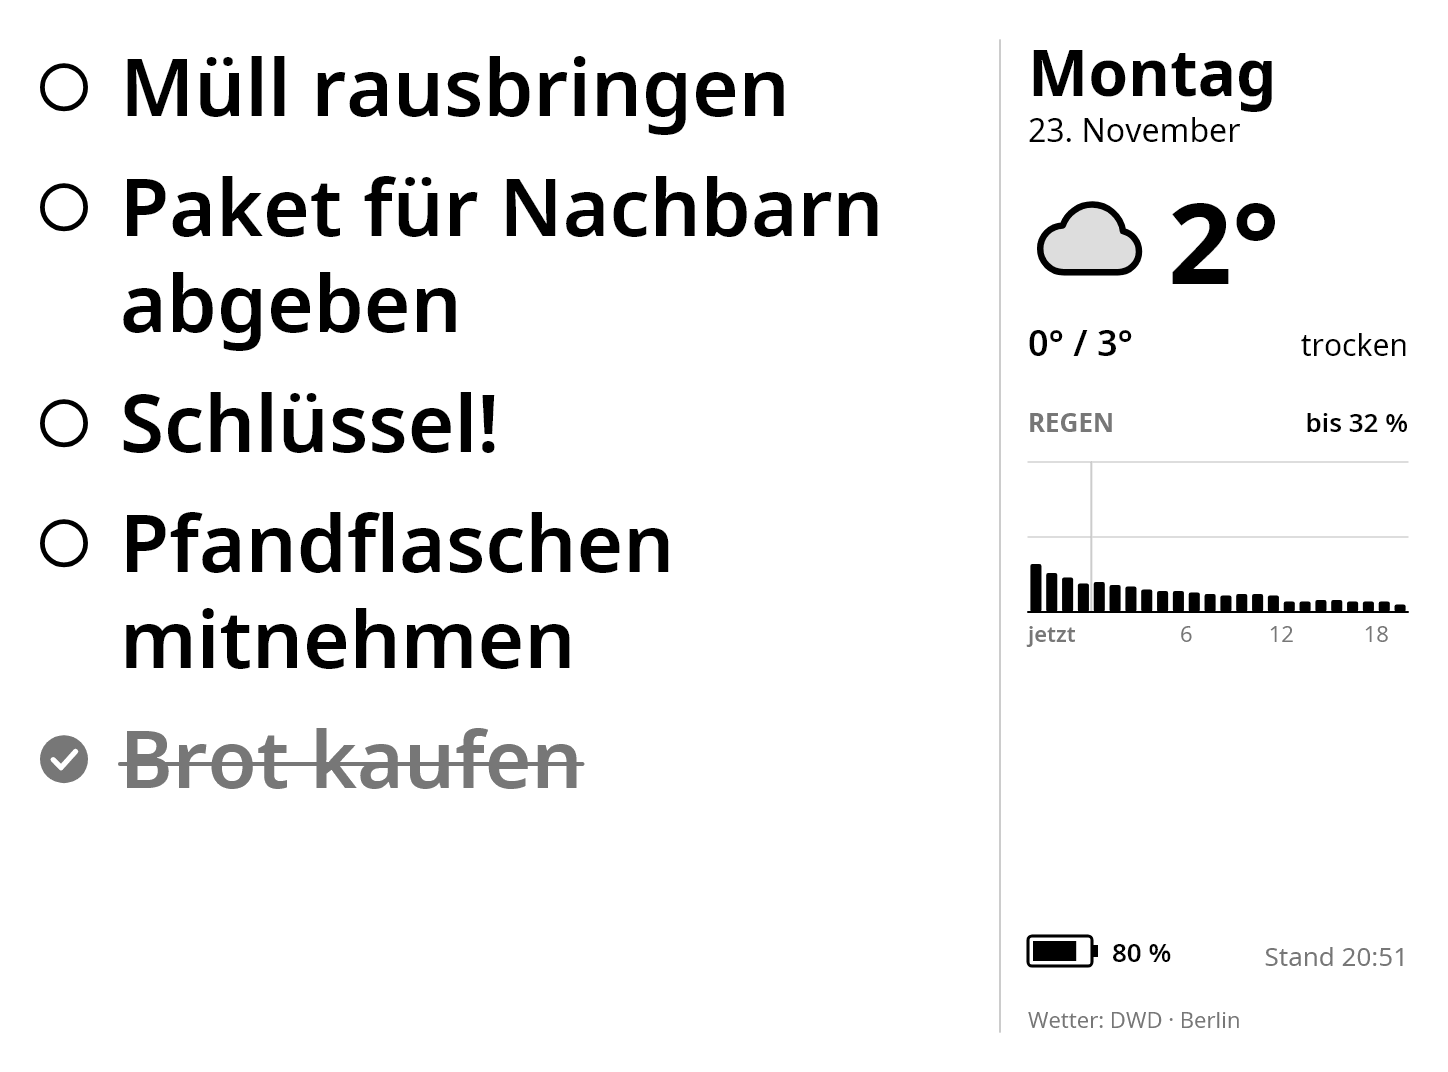 Müll rausbringen
Paket für Nachbarn
abgeben
Schlüssel!
Pfandflaschen
mitnehmen
Brot kaufen
Montag
23. November
2°
0° / 3° trocken
REGEN bis 32 %
jetzt 6 12 18
80 % Stand 20:51
Wetter: DWD · Berlin